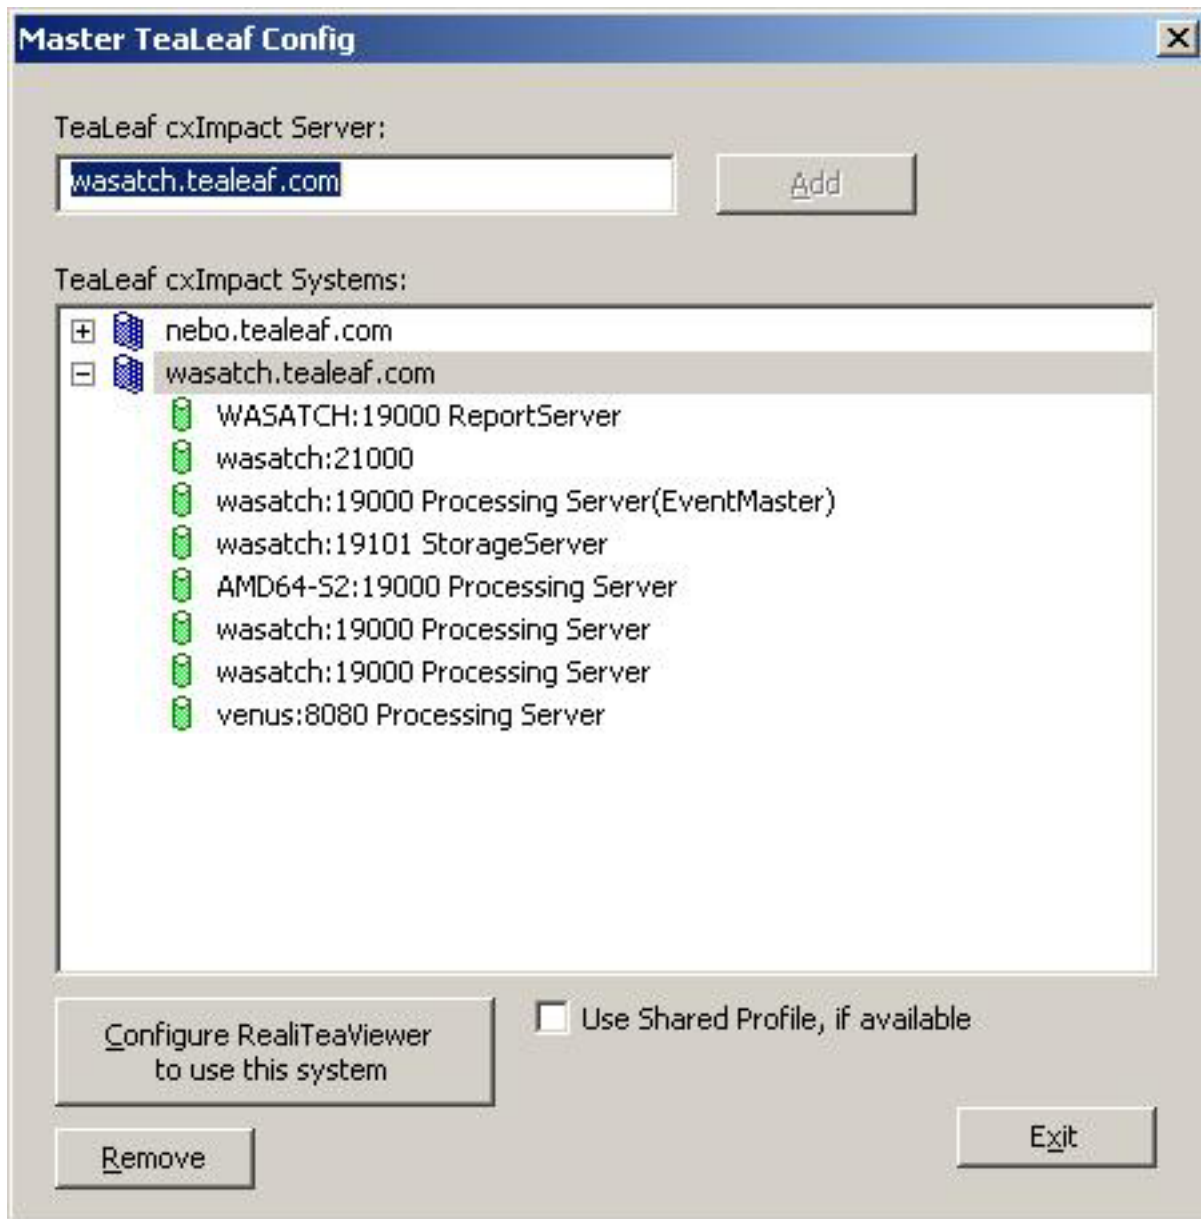 Master TeaLeaf Config
TeaLeaf cxImpact Server:
wasatch.tealeaf.com
Add
TeaLeaf cxImpact Systems:
nebo.tealeaf.com
wasatch.tealeaf.com
WASATCH:19000 ReportServer
wasatch:21000
wasatch:19000 Processing Server(EventMaster)
wasatch:19101 StorageServer
AMD64-S2:19000 Processing Server
wasatch:19000 Processing Server
wasatch:19000 Processing Server
venus:8080 Processing Server
Configure RealiTeaViewer
to use this system
Use Shared Profile, if available
Remove
Exit